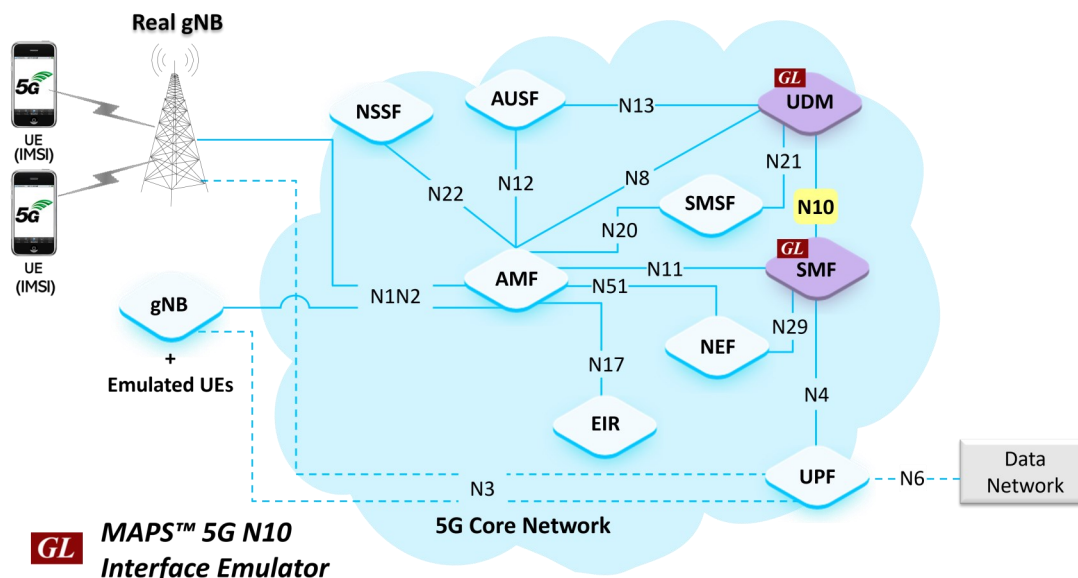 Real gNB
5G
UE
(IMSI)
5G
UE
(IMSI)
NSSF
AUSF
N13
GL
UDM
N22
N12
N8
N21
SMSF
N20
N10
GL
SMF
AMF
N11
N1N2
N51
gNB
N29
NEF
+
Emulated UEs
N17
N4
EIR
UPF
N6
Data
Network
N3
5G Core Network
GL
MAPS™ 5G N10
Interface Emulator